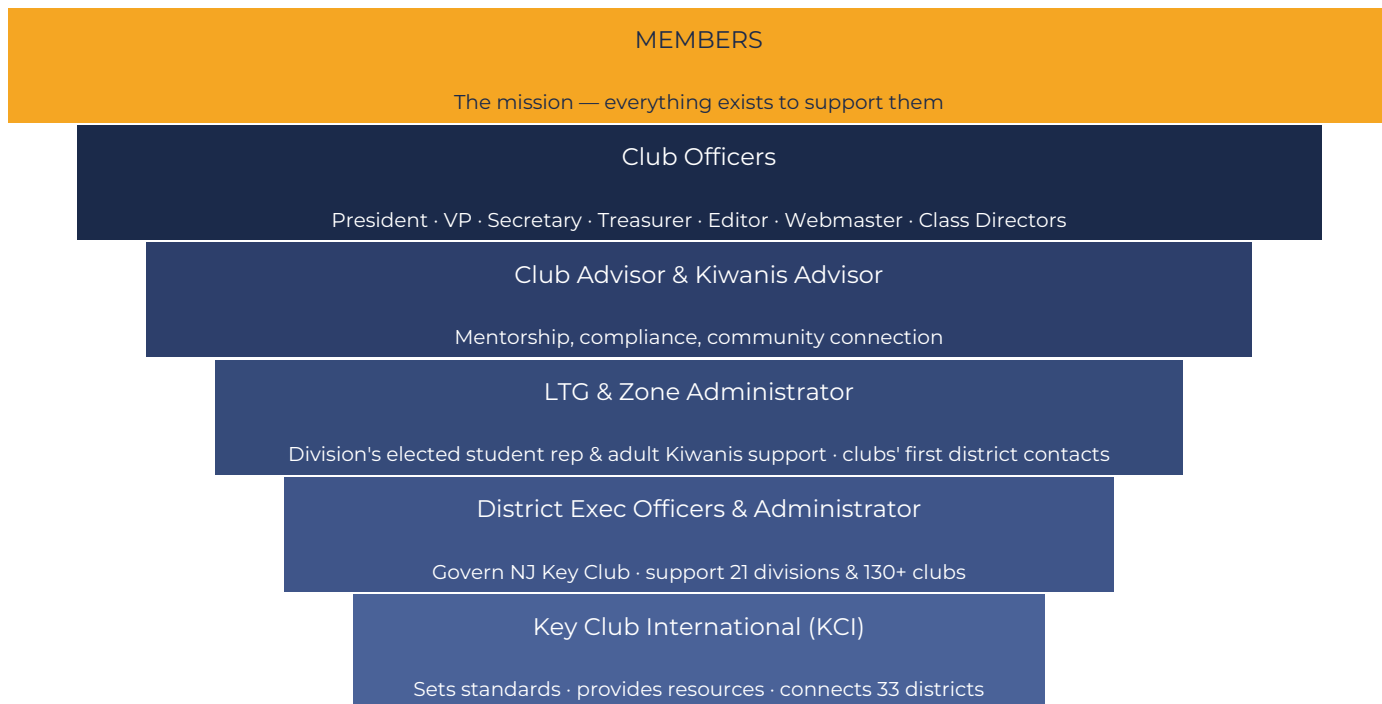 MEMBERS
The mission — everything exists to support them
Club Officers
President · VP · Secretary · Treasurer · Editor · Webmaster · Class Directors
Club Advisor & Kiwanis Advisor
Mentorship, compliance, community connection
LTG & Zone Administrator
Division's elected student rep & adult Kiwanis support · clubs' first district contacts
District Exec Officers & Administrator
Govern NJ Key Club · support 21 divisions & 130+ clubs
Key Club International (KCI)
Sets standards · provides resources · connects 33 districts